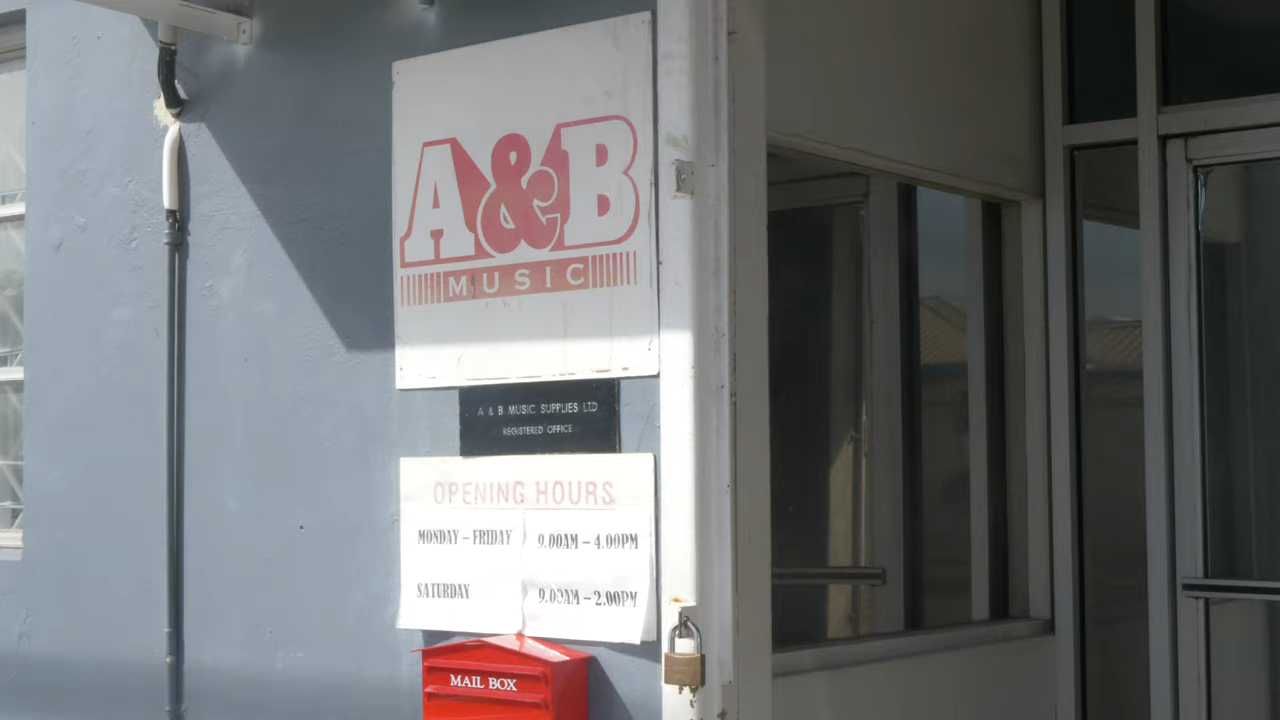 A&B
MUSIC
A & B MUSIC SUPPLIES LTD
REGISTERED OFFICE
OPENING HOURS
MONDAY – FRIDAY 9.00AM – 4.00PM
SATURDAY 9.00AM – 2.00PM
MAIL BOX